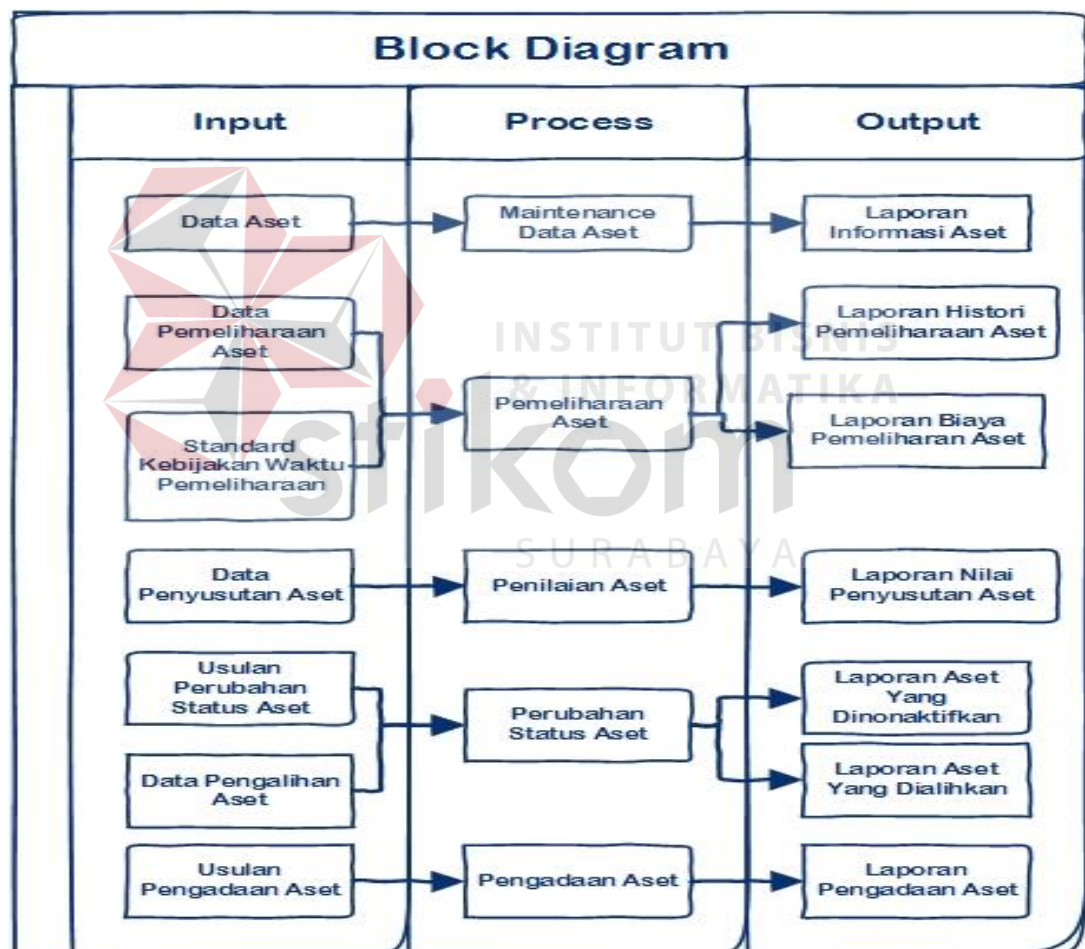 Block Diagram
Input
Process
Output
Data Aset
Maintenance
Data Aset
Laporan
Informasi Aset
Data
Pemeliharaan
Aset
Standard
Kebijakan Waktu
Pemeliharaan
Pemeliharaan
Aset
Laporan Histori
Pemeliharaan Aset
Laporan Biaya
Pemeliharan Aset
Data
Penyusutan Aset
Penilaian Aset
Laporan Nilai
Penyusutan Aset
Usulan
Perubahan
Status Aset
Data Pengalihan
Aset
Perubahan
Status Aset
Laporan Aset
Yang
Dinonaktifkan
Laporan Aset
Yang Dialihkan
Usulan
Pengadaan Aset
Pengadaan Aset
Laporan
Pengadaan Aset
INSTITUT BISNIS
& INFORMATIKA
stikom
SURABAYA